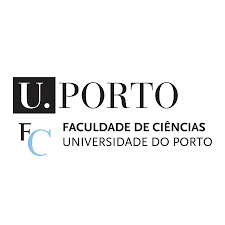 U. PORTO
FC FACULDADE DE CIÊNCIAS
UNIVERSIDADE DO PORTO